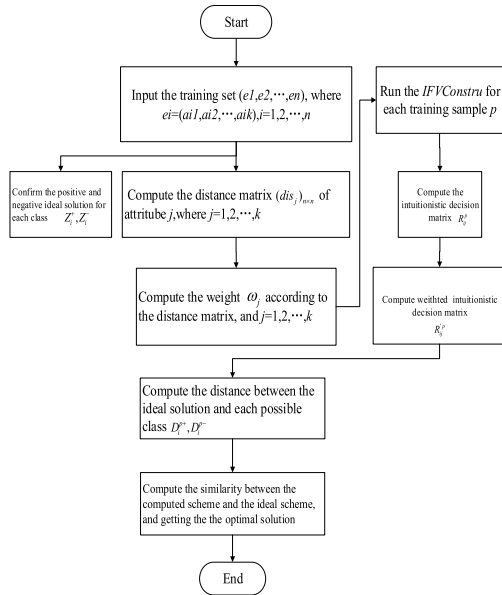 Start
Input the training set (e1,e2,⋯,en), where
ei=(ai1,ai2,⋯,aik),i=1,2,⋯,n
Run the IFVConstru for
each training sample p
Confirm the positive and
negative ideal solution for
each class Z_i^+, Z_i^-
Compute the distance matrix (dis_j)_{n×n} of
attritube j,where j=1,2,⋯,k
Compute the
intuitionistic decision
matrix R_{ij}^p
Compute the weight ω_j according to
the distance matrix, and j=1,2,⋯,k
Compute weithted intuitionistic
decision matrix
R_{ij}^{'p}
Compute the distance between the
ideal solution and each possible
class D_i^{p+}, D_i^{p-}
Compute the similarity between the
computed scheme and the ideal scheme,
and getting the the optimal solution
End